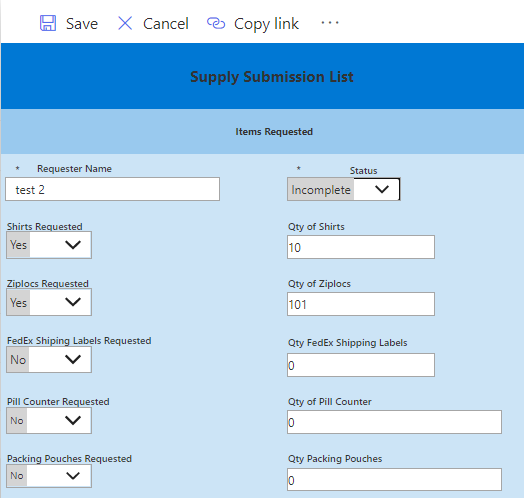 Save Cancel Copy link ...
Supply Submission List
Items Requested
* Requester Name * Status
test 2 Incomplete
Shirts Requested Qty of Shirts
Yes 10
Ziplocs Requested Qty of Ziplocs
Yes 101
FedEx Shiping Labels Requested Qty FedEx Shipping Labels
No 0
Pill Counter Requested Qty of Pill Counter
No 0
Packing Pouches Requested Qty Packing Pouches
No 0